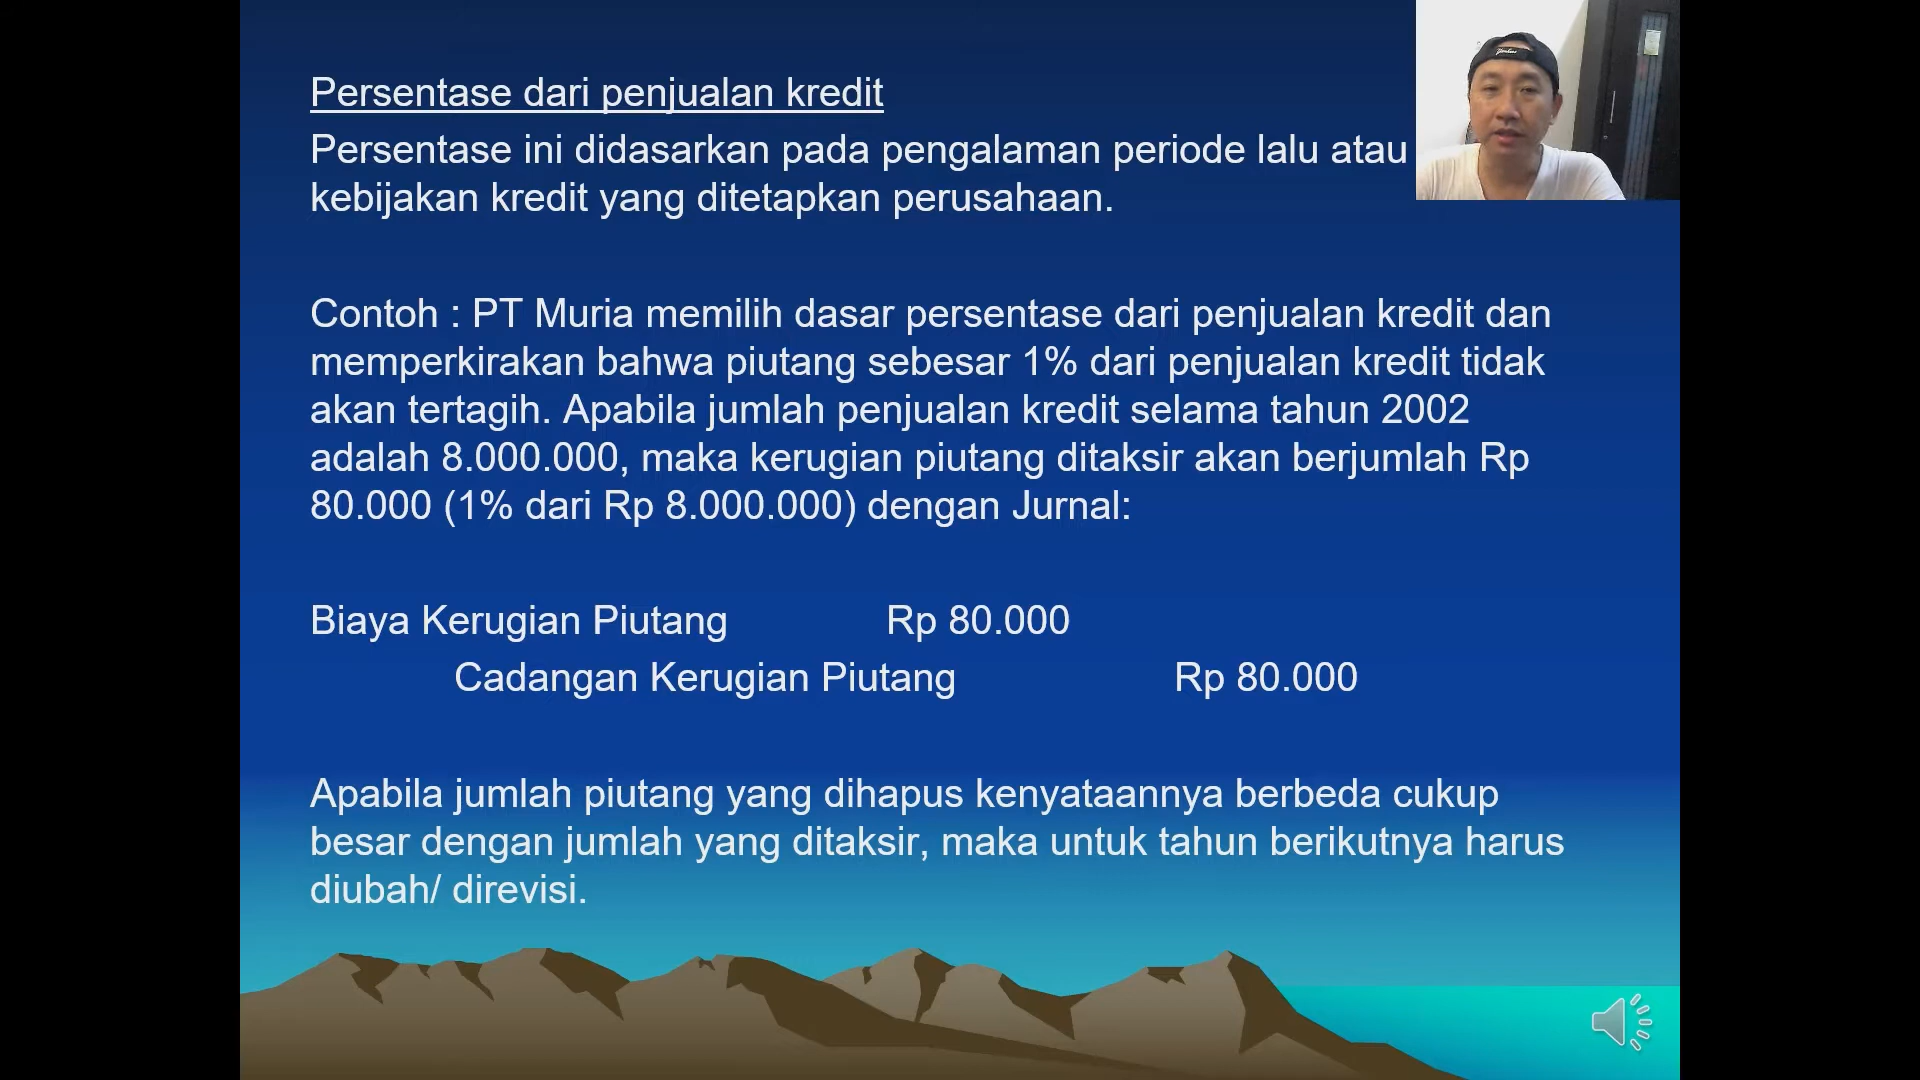 Persentase dari penjualan kredit
Persentase ini didasarkan pada pengalaman periode lalu atau
kebijakan kredit yang ditetapkan perusahaan.
Contoh : PT Muria memilih dasar persentase dari penjualan kredit dan
memperkirakan bahwa piutang sebesar 1% dari penjualan kredit tidak
akan tertagih. Apabila jumlah penjualan kredit selama tahun 2002
adalah 8.000.000, maka kerugian piutang ditaksir akan berjumlah Rp
80.000 (1% dari Rp 8.000.000) dengan Jurnal:
Biaya Kerugian Piutang Rp 80.000
Cadangan Kerugian Piutang Rp 80.000
Apabila jumlah piutang yang dihapus kenyataannya berbeda cukup
besar dengan jumlah yang ditaksir, maka untuk tahun berikutnya harus
diubah/ direvisi.